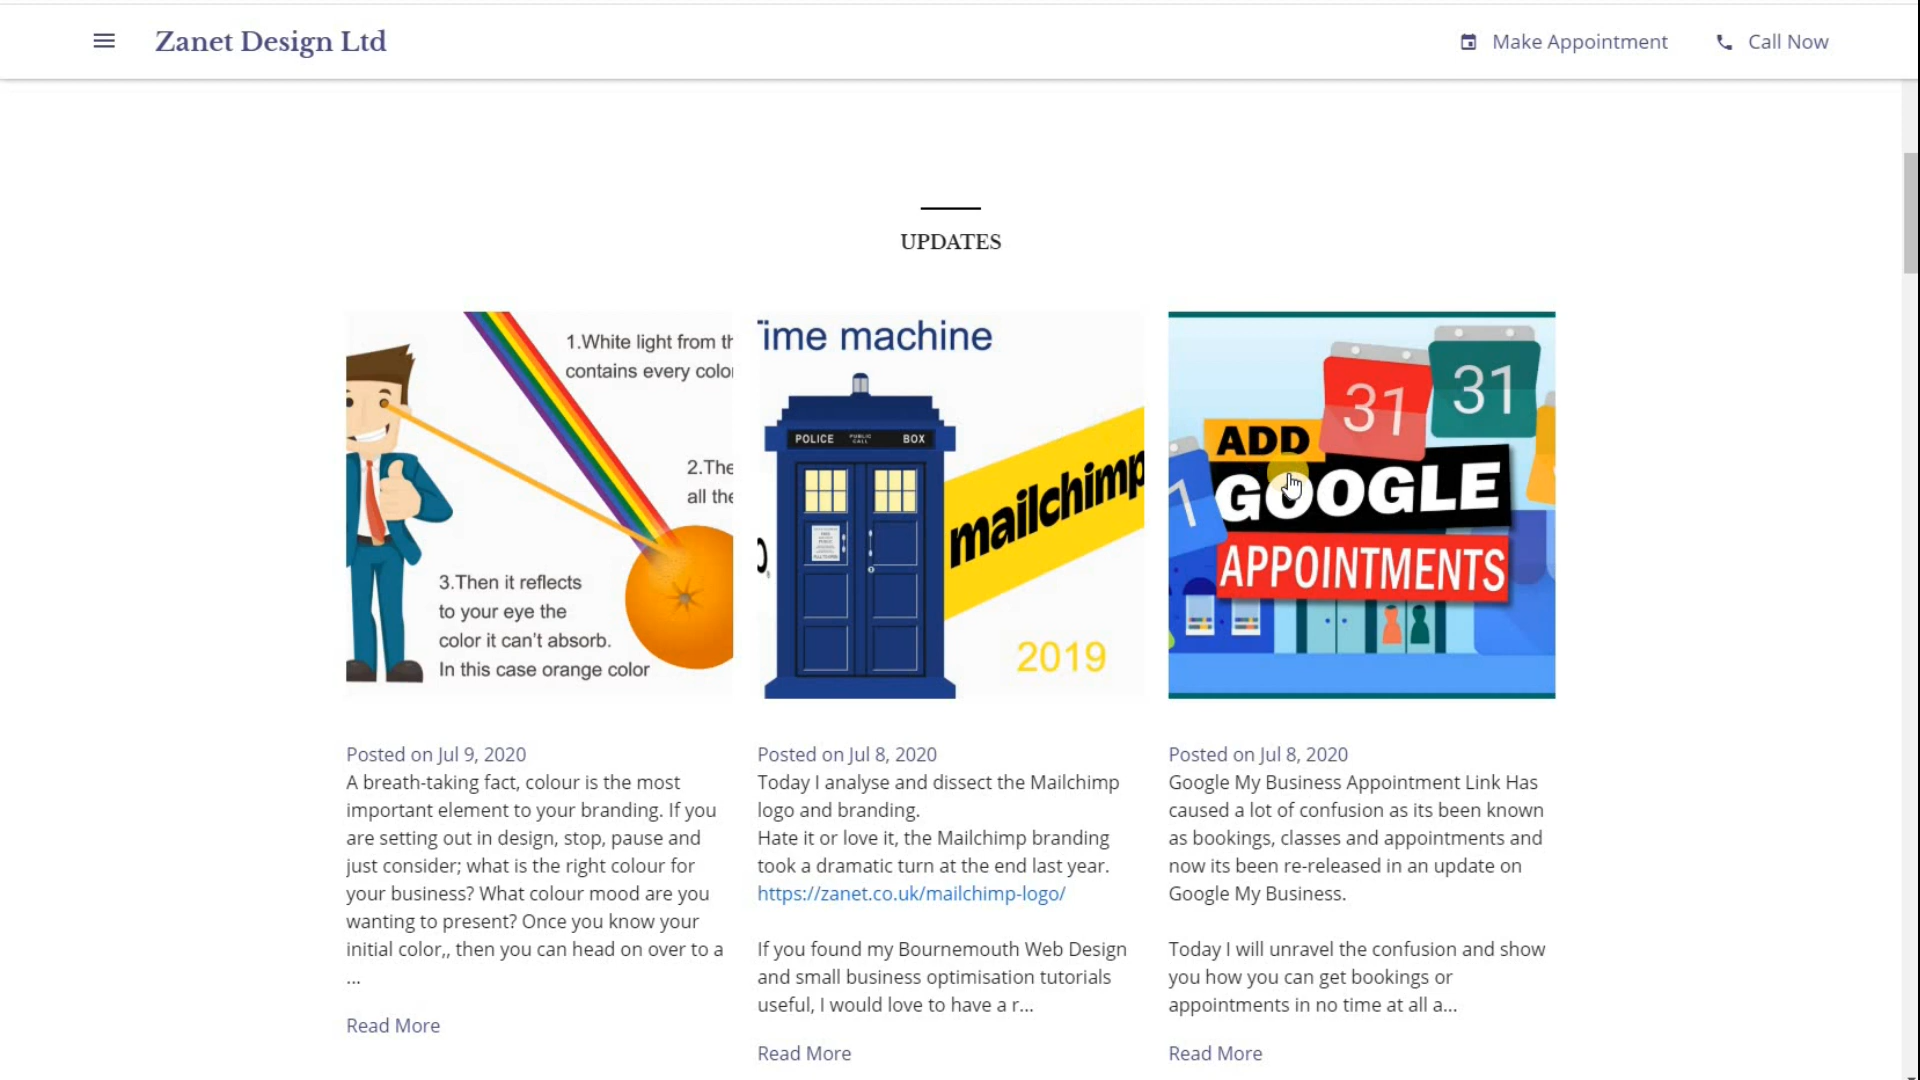 Zanet Design Ltd
Make Appointment
Call Now
UPDATES
1.White light from
contains every
2.The
all the
3.Then it reflects
to your eye the
color it can't absorb.
In this case orange color
machine
POLICE PUBLIC CALL BOX
mailchimp
2019
31
31
ADD
GOOGLE
APPOINTMENTS
Posted on Jul 9, 2020
A breath-taking fact, colour is the most
important element to your branding. If you
are setting out in design, stop, pause and
just consider; what is the right colour for
your business? What colour mood are you
wanting to present? Once you know your
initial color,, then you can head on over to a
...
Read More
Posted on Jul 8, 2020
Today I analyse and dissect the Mailchimp
logo and branding.
Hate it or love it, the Mailchimp branding
took a dramatic turn at the end last year.
https://zanet.co.uk/mailchimp-logo/
If you found my Bournemouth Web Design
and small business optimisation tutorials
useful, I would love to have a r...
Read More
Posted on Jul 8, 2020
Google My Business Appointment Link Has
caused a lot of confusion as its been known
as bookings, classes and appointments and
now its been re-released in an update on
Google My Business.
Today I will unravel the confusion and show
you how you can get bookings or
appointments in no time at all a...
Read More